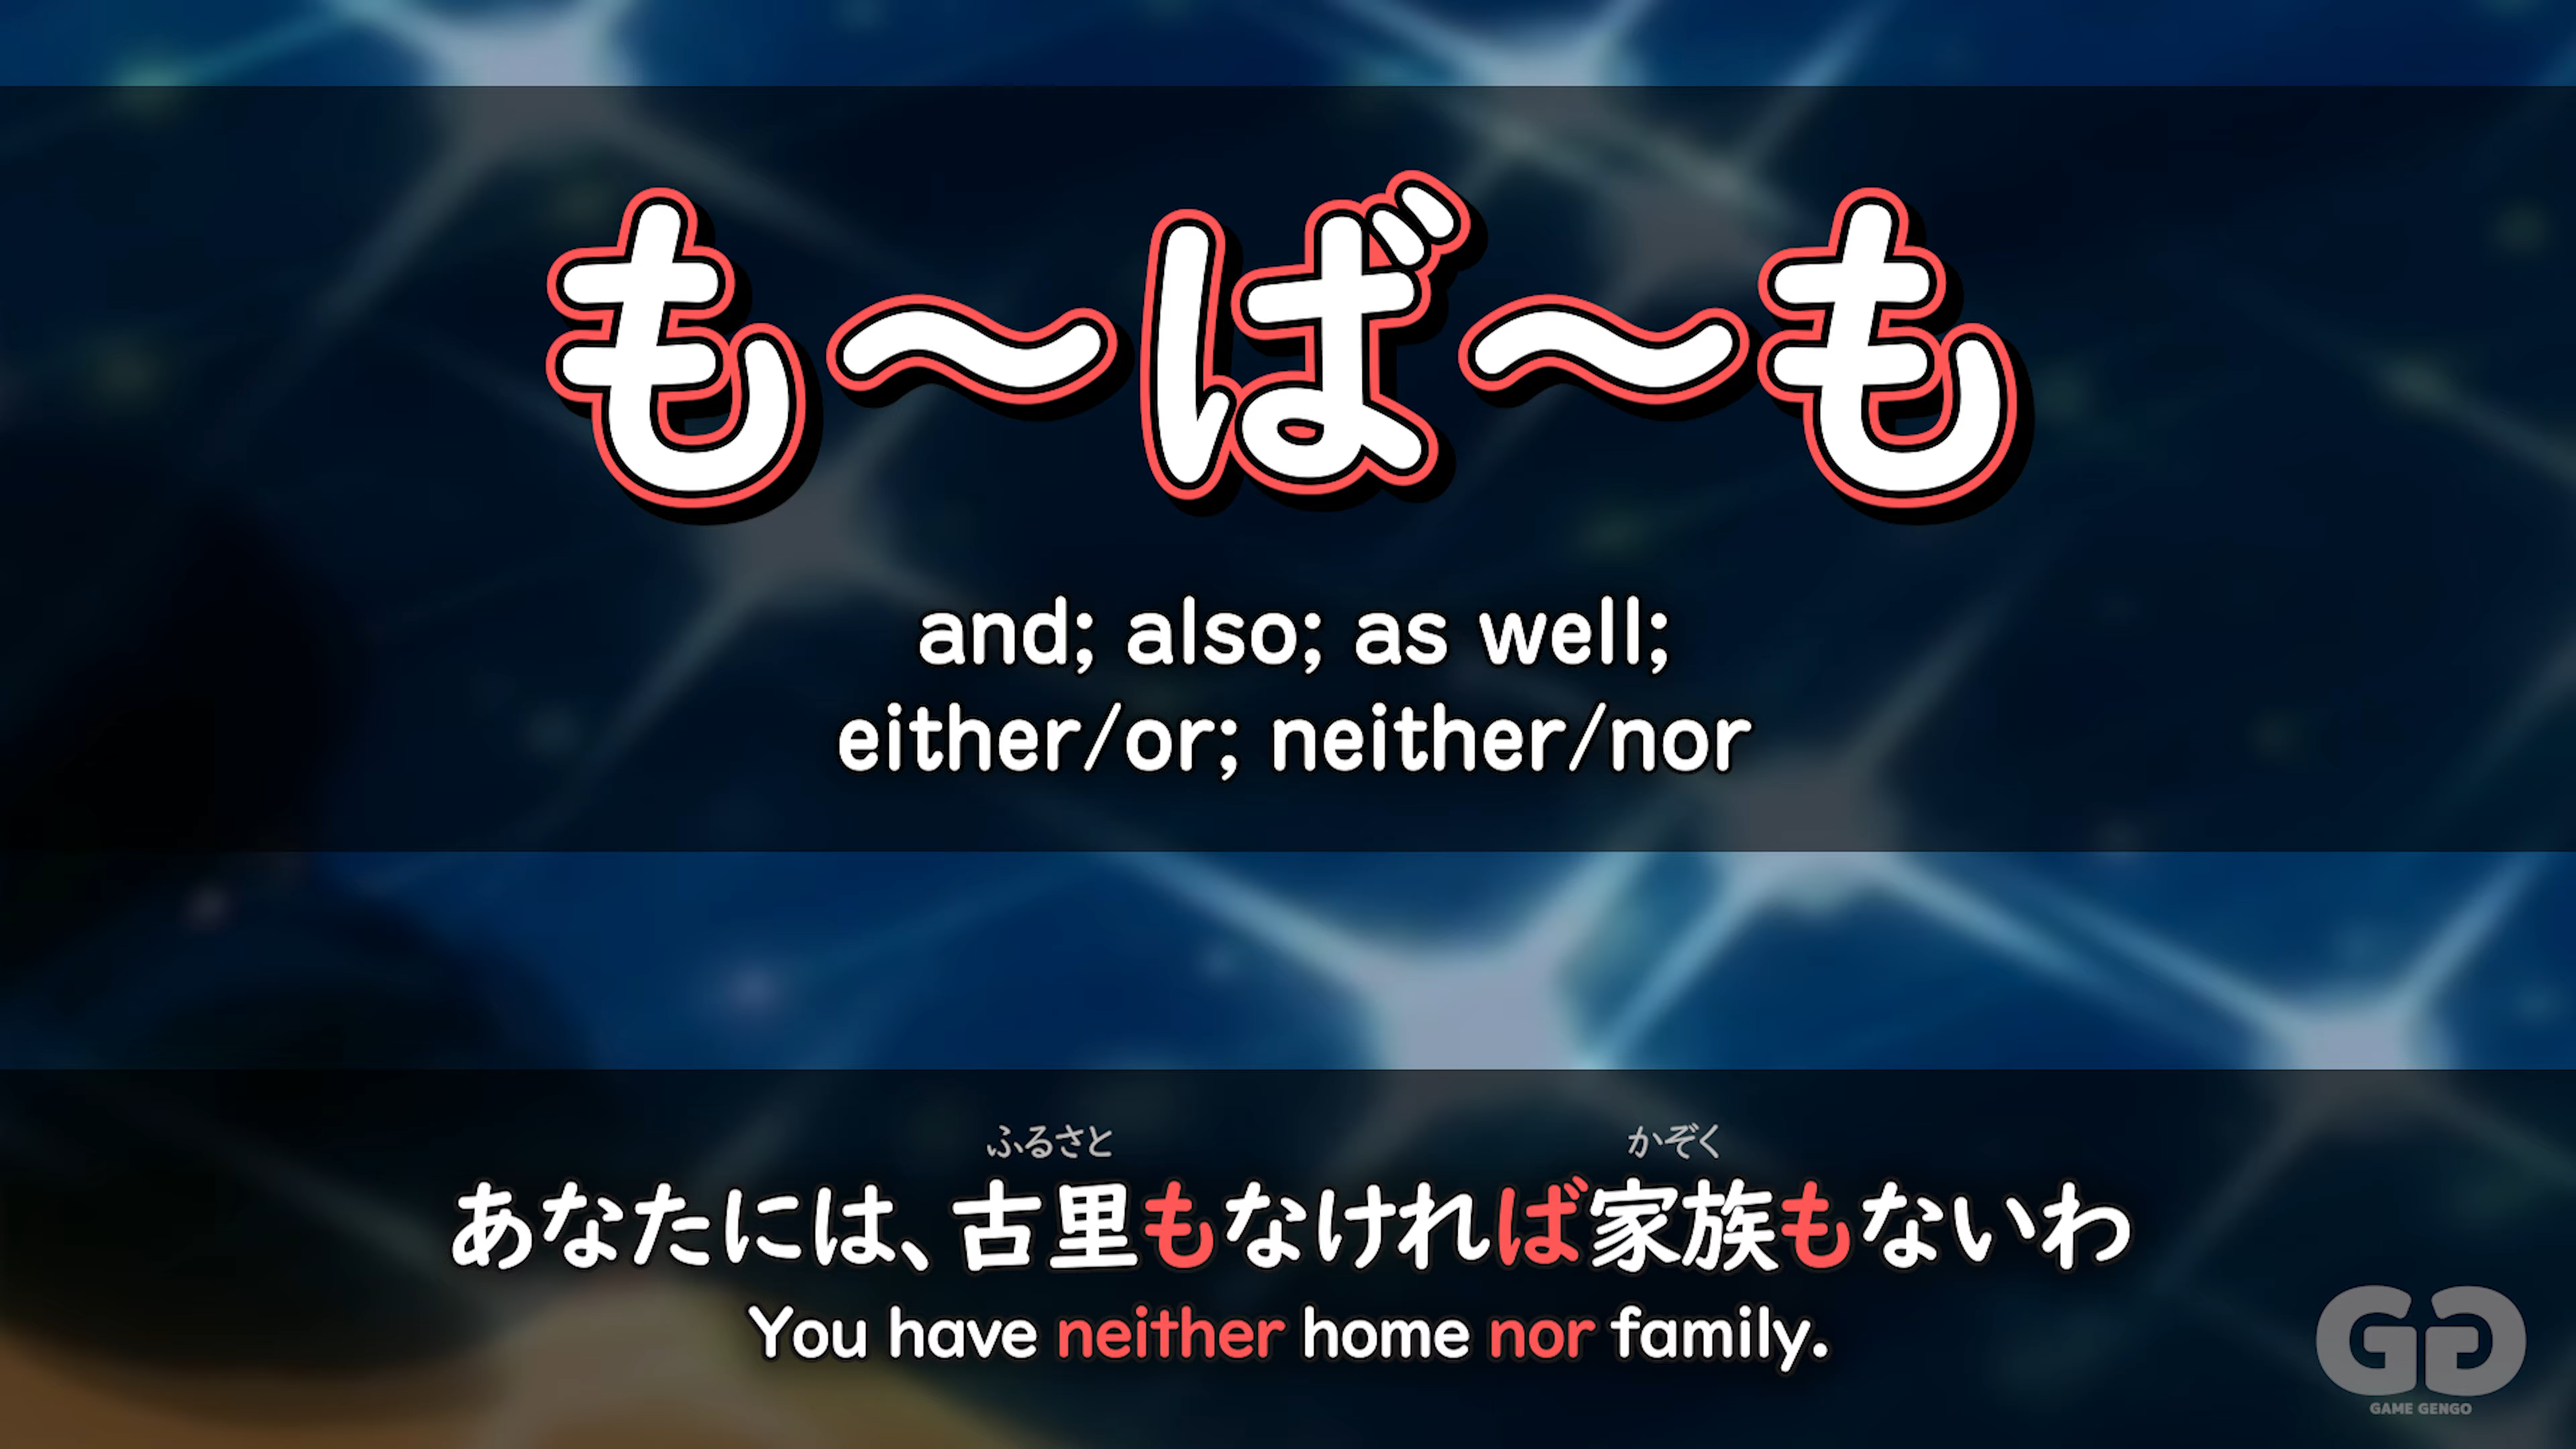 も～ば～も
and; also; as well;
either/or; neither/nor
ふるさと かぞく
あなたには、古里もなければ家族もないわ
You have neither home nor family.
GG
GAME GENGO